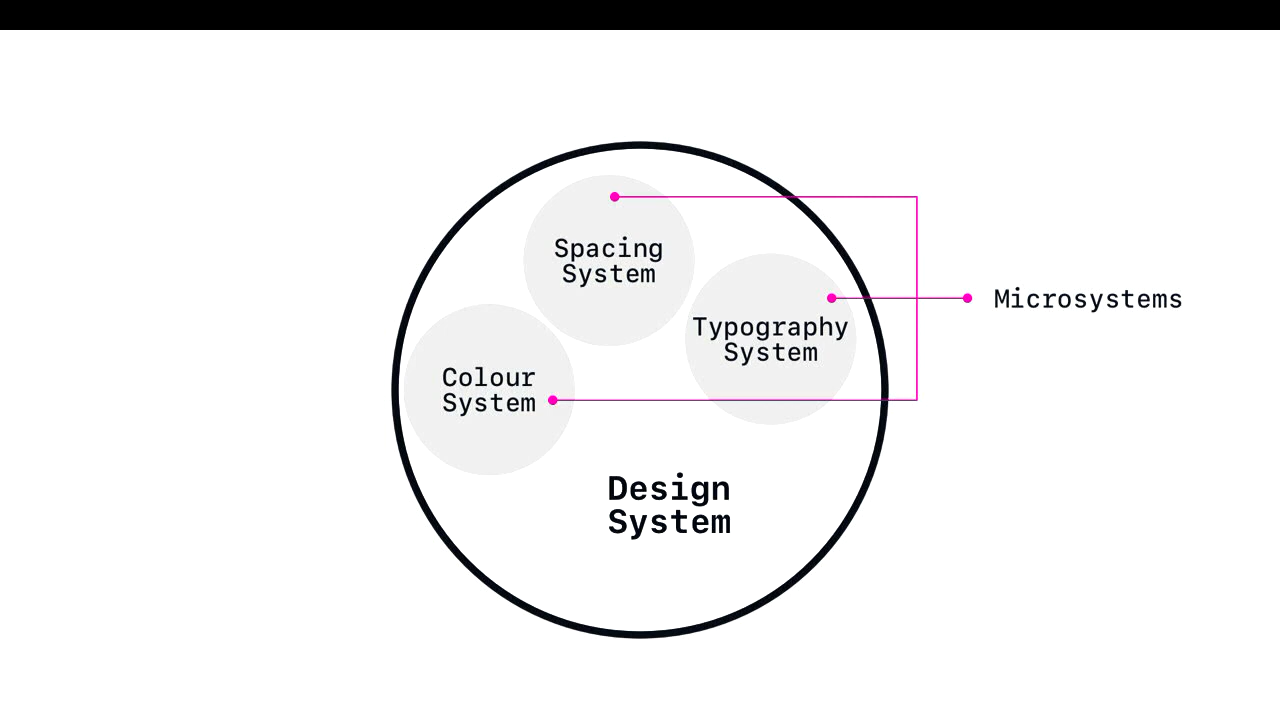 Spacing
System
Typography
System
Microsystems
Colour
System
Design
System